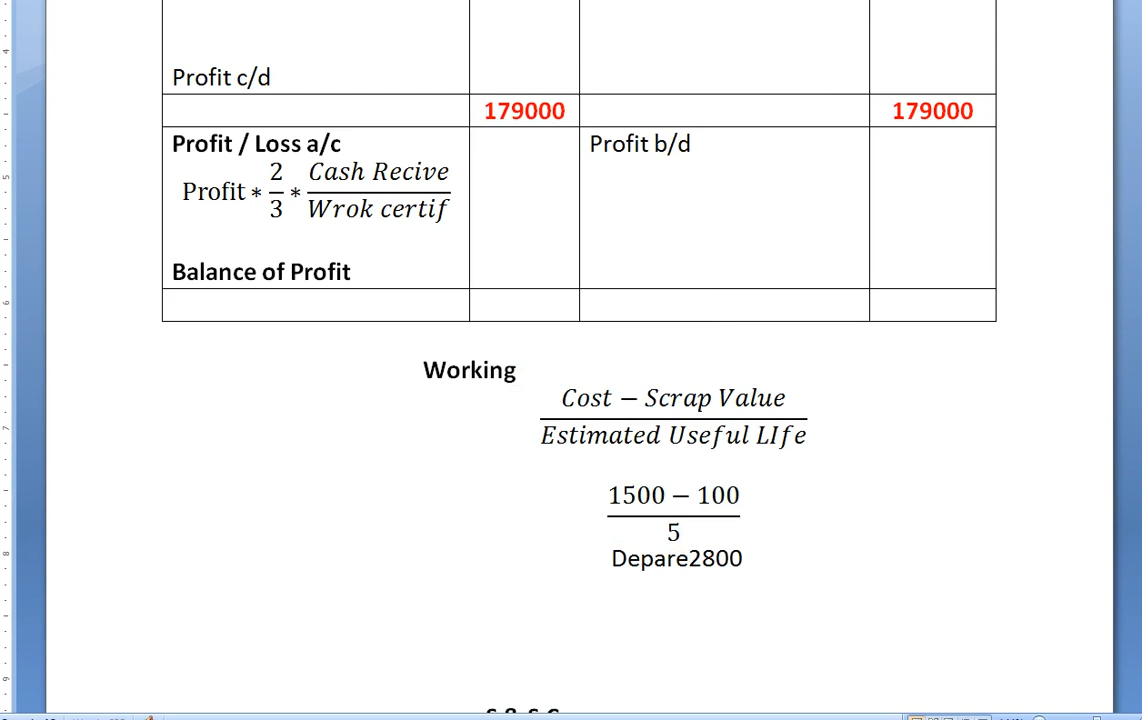 Profit c/d
179000 179000
Profit / Loss a/c Profit b/d
Profit * 2/3 * Cash Recive/Wrok certif
Balance of Profit
Working
Cost − Scrap Value
Estimated Useful LIfe
1500 − 100
5
Depare2800